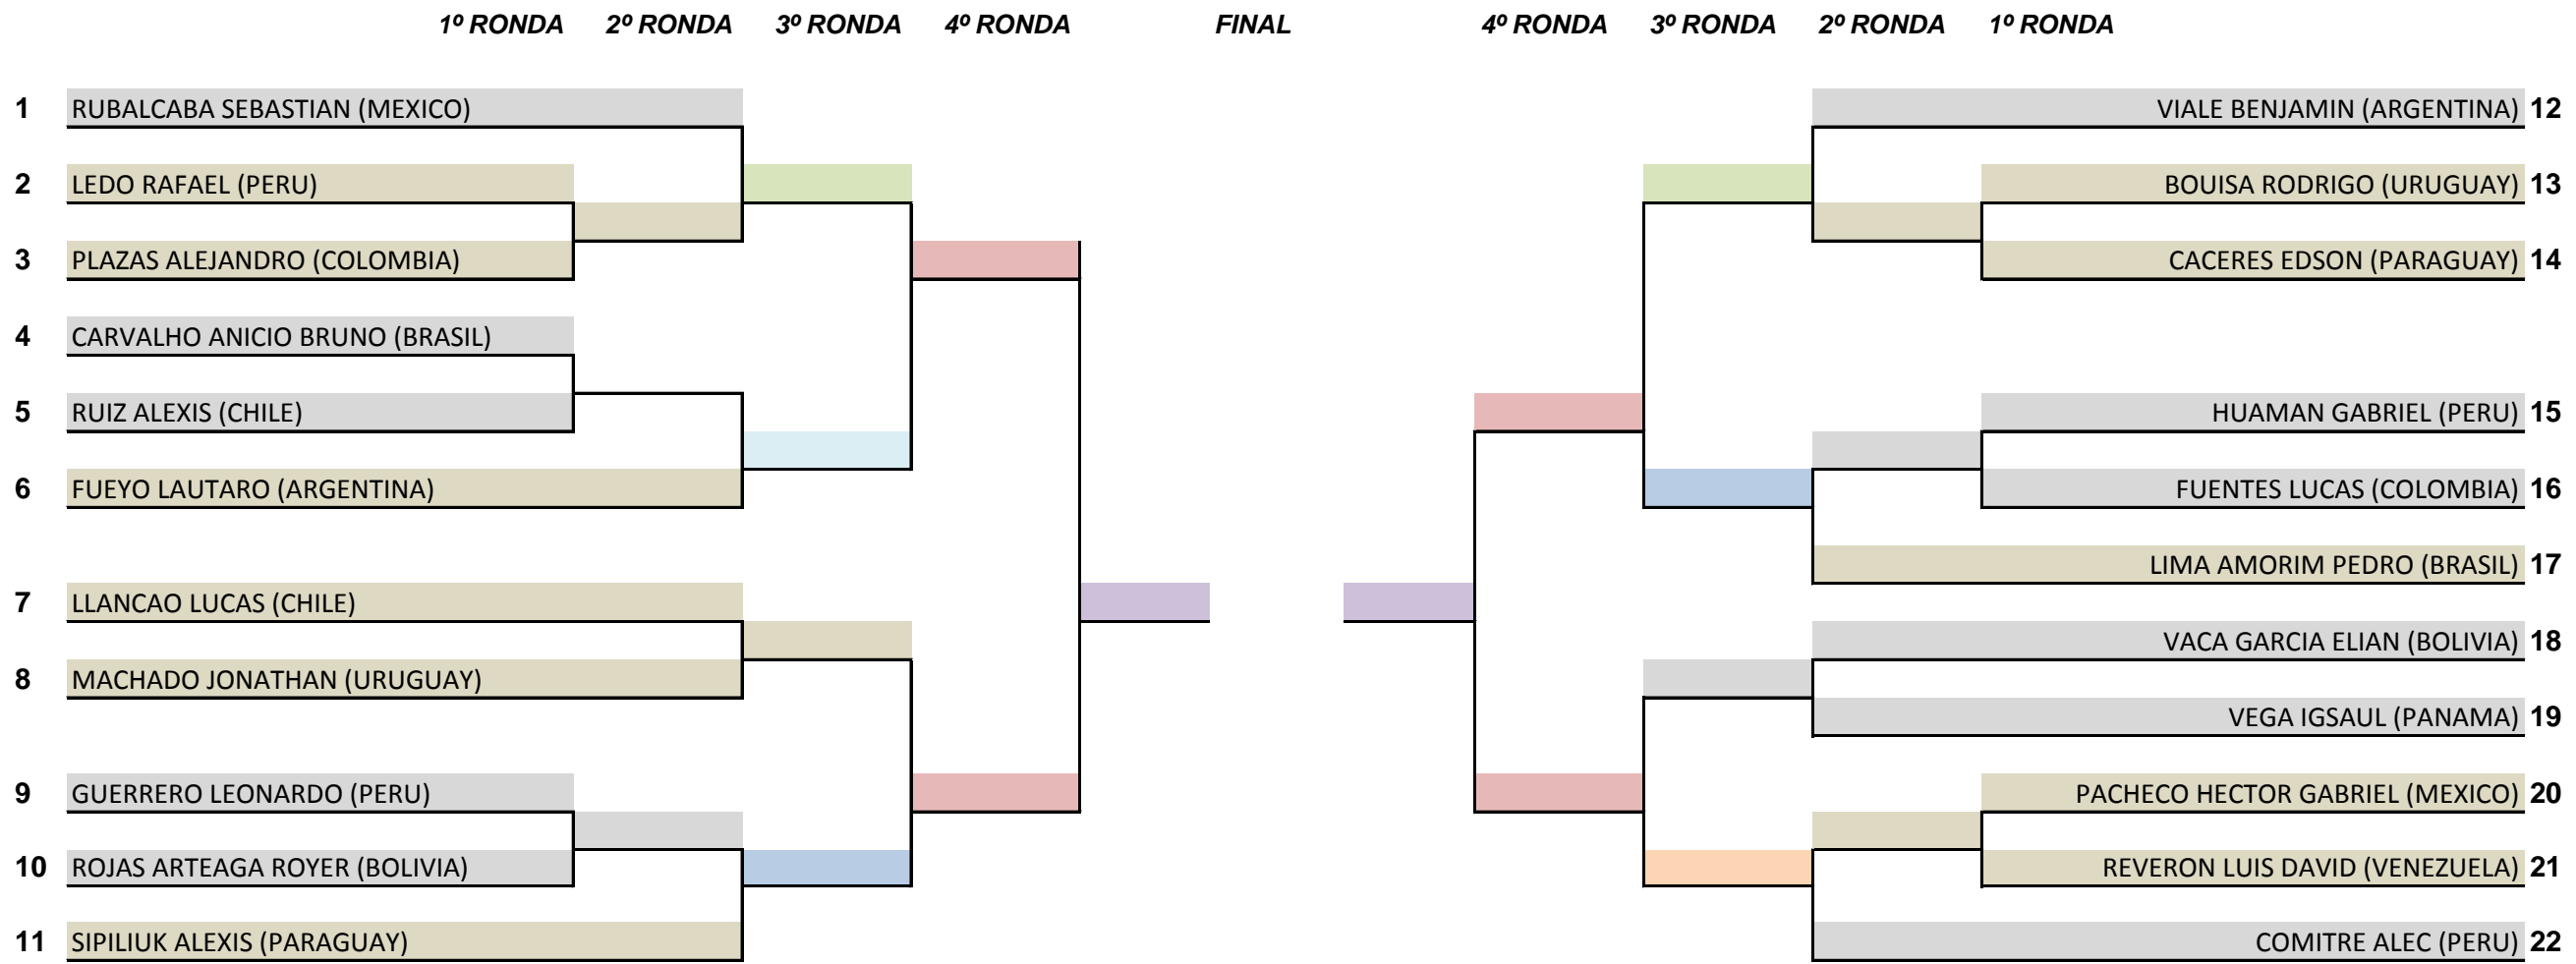 1º RONDA 2º RONDA 3º RONDA 4º RONDA FINAL 4º RONDA 3º RONDA 2º RONDA 1º RONDA
1 RUBALCABA SEBASTIAN (MEXICO)
2 LEDO RAFAEL (PERU)
3 PLAZAS ALEJANDRO (COLOMBIA)
4 CARVALHO ANICIO BRUNO (BRASIL)
5 RUIZ ALEXIS (CHILE)
6 FUEYO LAUTARO (ARGENTINA)
7 LLANCAO LUCAS (CHILE)
8 MACHADO JONATHAN (URUGUAY)
9 GUERRERO LEONARDO (PERU)
10 ROJAS ARTEAGA ROYER (BOLIVIA)
11 SIPILIUK ALEXIS (PARAGUAY)
VIALE BENJAMIN (ARGENTINA) 12
BOUISA RODRIGO (URUGUAY) 13
CACERES EDSON (PARAGUAY) 14
HUAMAN GABRIEL (PERU) 15
FUENTES LUCAS (COLOMBIA) 16
LIMA AMORIM PEDRO (BRASIL) 17
VACA GARCIA ELIAN (BOLIVIA) 18
VEGA IGSAUL (PANAMA) 19
PACHECO HECTOR GABRIEL (MEXICO) 20
REVERON LUIS DAVID (VENEZUELA) 21
COMITRE ALEC (PERU) 22